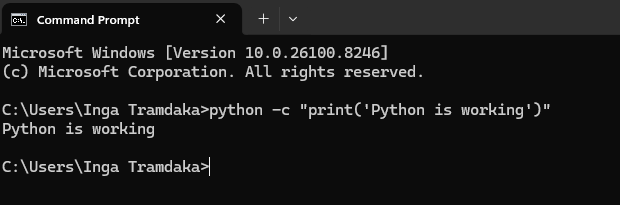 Command Prompt
Microsoft Windows [Version 10.0.26100.8246]
(c) Microsoft Corporation. All rights reserved.
C:\Users\Inga Tramdaka>python -c "print('Python is working')"
Python is working
C:\Users\Inga Tramdaka>